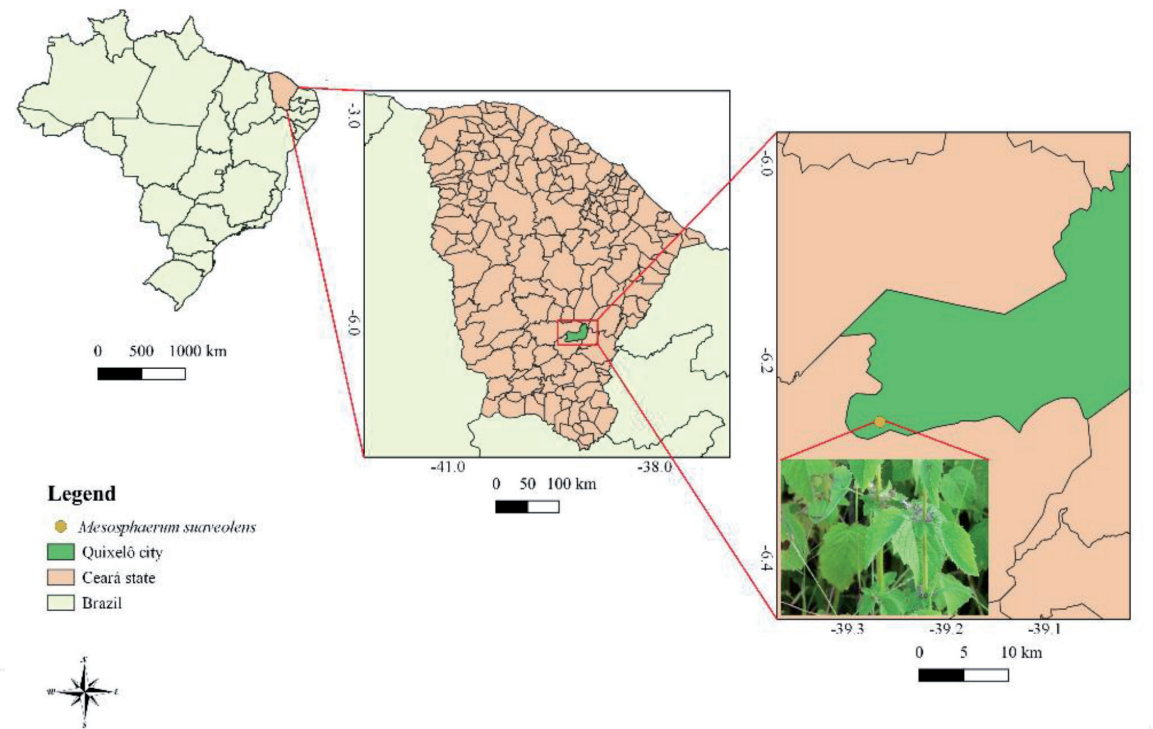 0 500 1000 km
-3.0
-6.0
-41.0 -38.0
0 50 100 km
-6.0
-6.2
-6.4
-39.3 -39.2 -39.1
0 5 10 km
Legend
Mesosphaerum suaveolens
Quixelô city
Ceará state
Brazil